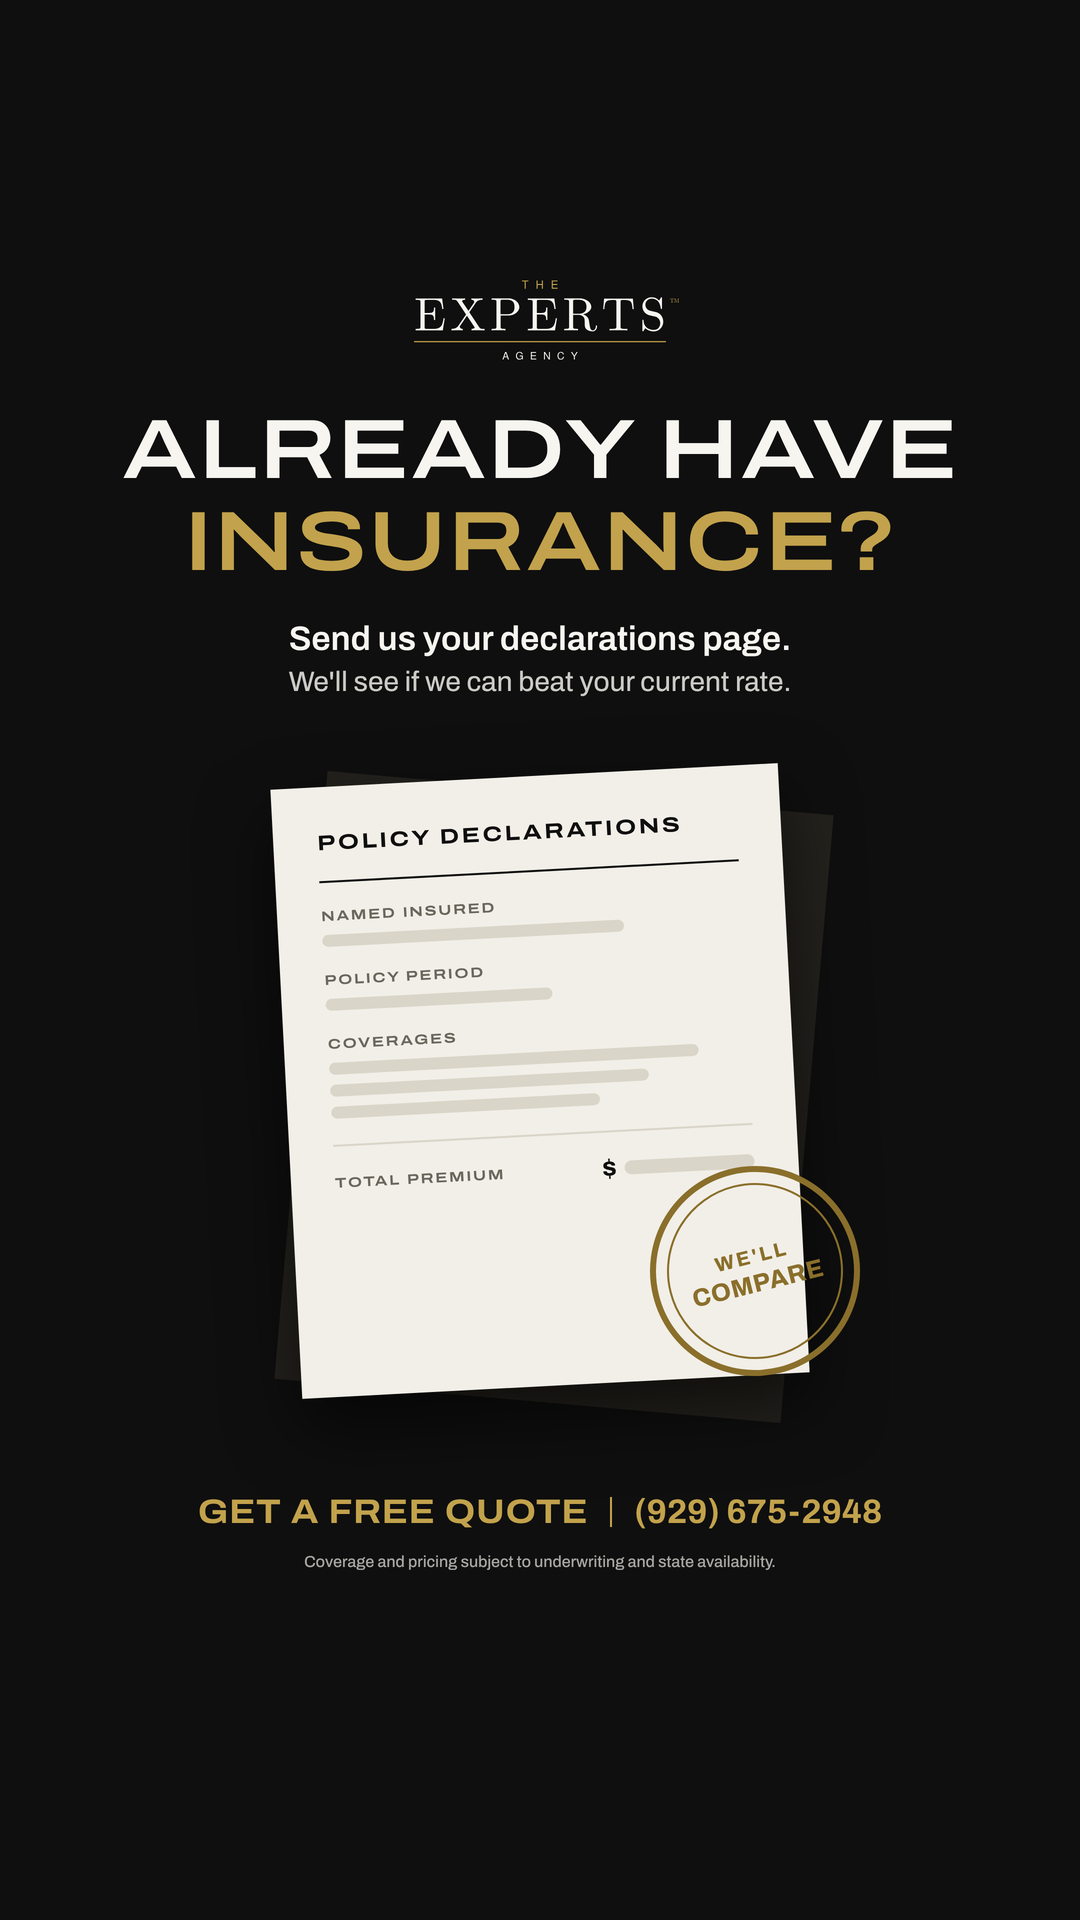 THE
EXPERTS™
AGENCY
ALREADY HAVE
INSURANCE?
Send us your declarations page.
We'll see if we can beat your current rate.
POLICY DECLARATIONS
NAMED INSURED
POLICY PERIOD
COVERAGES
TOTAL PREMIUM $
WE'LL
COMPARE
GET A FREE QUOTE | (929) 675-2948
Coverage and pricing subject to underwriting and state availability.